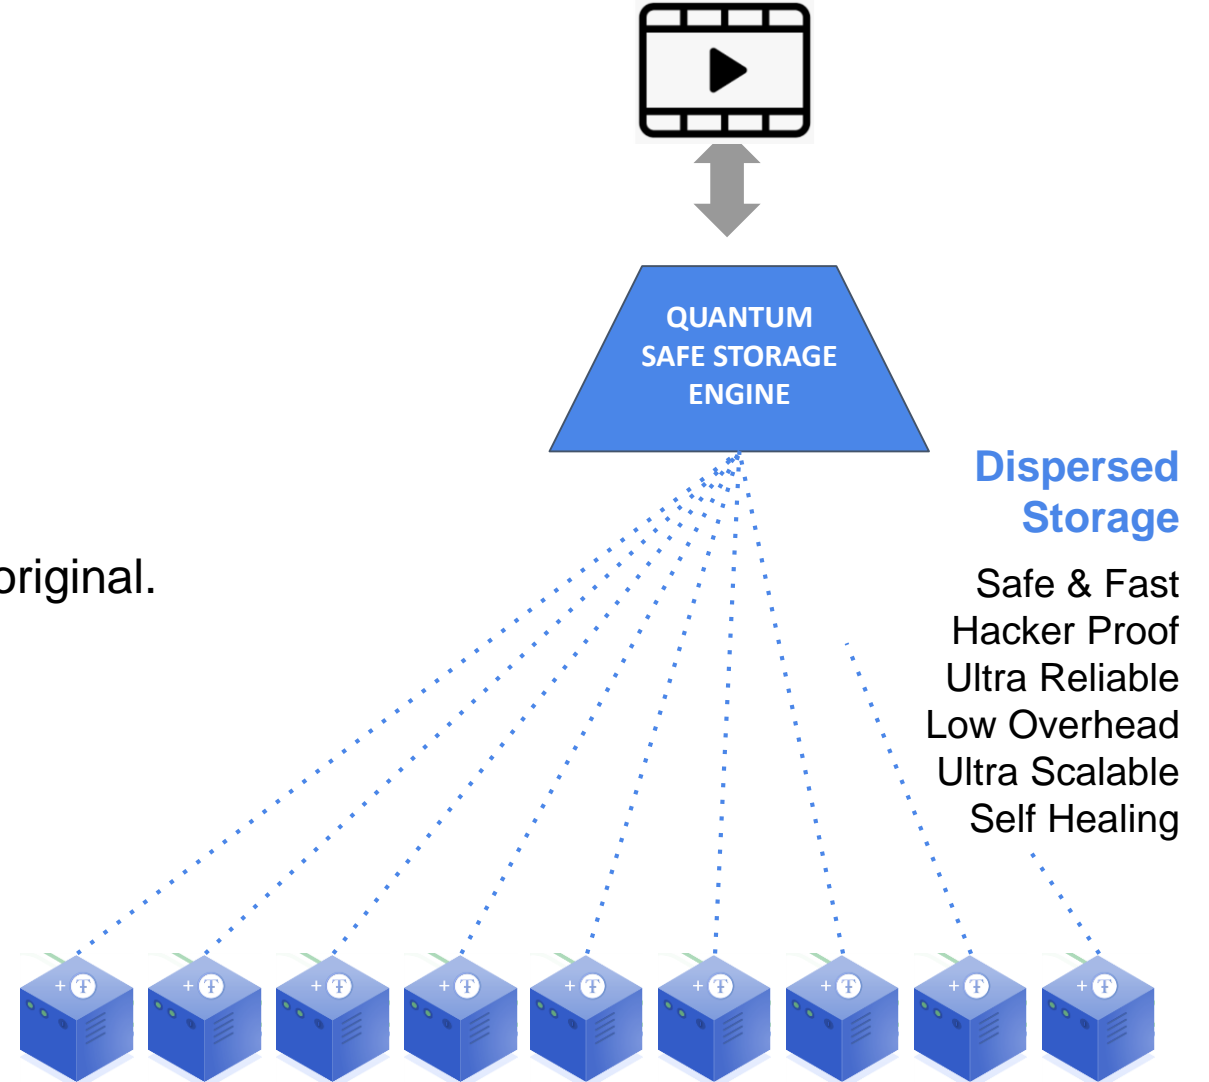 QUANTUM
SAFE STORAGE
ENGINE
Dispersed
Storage
original.
Safe & Fast
Hacker Proof
Ultra Reliable
Low Overhead
Ultra Scalable
Self Healing
+ Ŧ
+ Ŧ
+ Ŧ
+ Ŧ
+ Ŧ
+ Ŧ
+ Ŧ
+ Ŧ
+ Ŧ